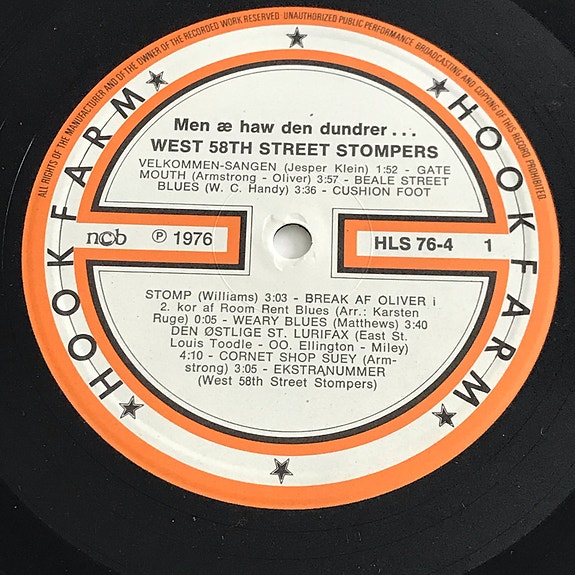 ALL RIGHTS OF THE MANUFACTURER AND OF THE OWNER OF THE RECORDED WORK RESERVED UNAUTHORIZED PUBLIC PERFORMANCE BROADCASTING AND COPYING OF THIS RECORD PROHIBITED
HOOKFARM
HOOKFARM
Men æ haw den dundrer...
WEST 58TH STREET STOMPERS
VELKOMMEN-SANGEN (Jesper Klein) 1:52 - GATE
MOUTH (Armstrong - Oliver) 3:57 - BEALE STREET
BLUES (W. C. Handy) 3:36 - CUSHION FOOT
ncb ℗ 1976
HLS 76-4 1
STOMP (Williams) 3:03 - BREAK AF OLIVER i
2. kor af Room Rent Blues (Arr.: Karsten
Ruge) 0:05 - WEARY BLUES (Matthews) 3:40
DEN ØSTLIGE ST. LURIFAX (East St.
Louis Toodle - OO. Ellington - Miley)
4:10 - CORNET SHOP SUEY (Arm-
strong) 3:05 - EKSTRANUMMER
(West 58th Street Stompers)